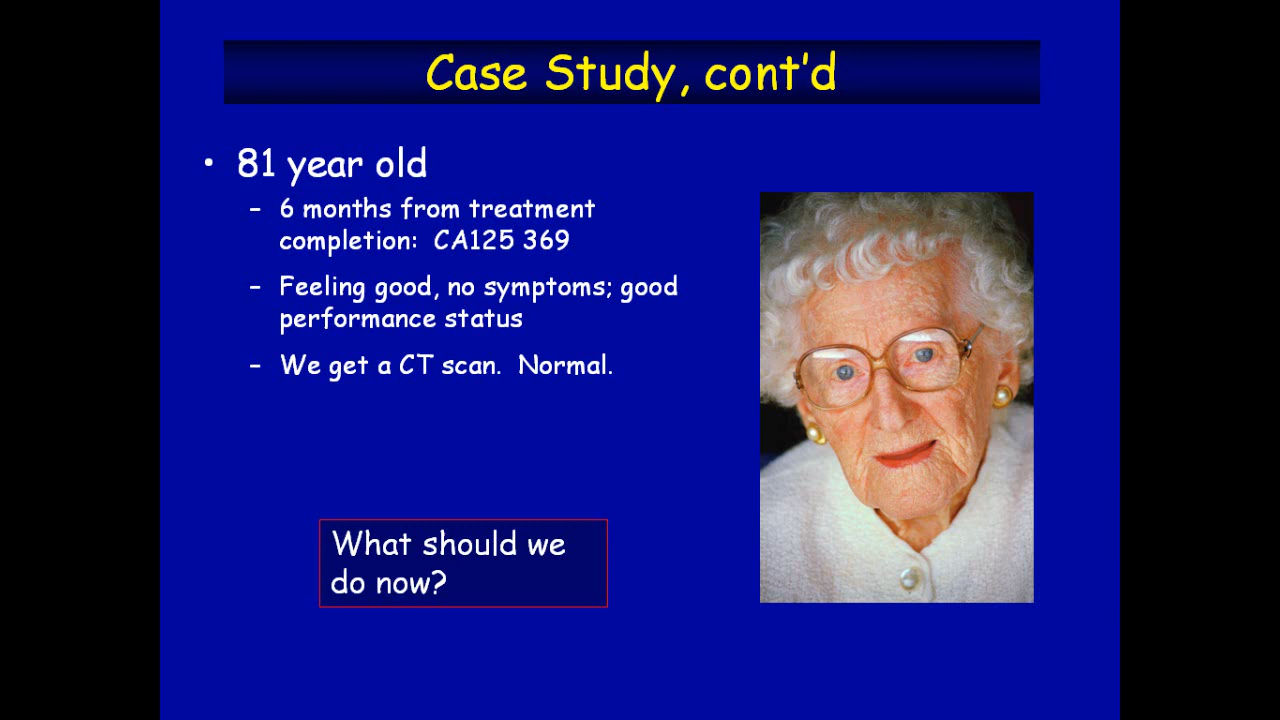 Case Study, cont'd
• 81 year old
– 6 months from treatment
completion: CA125 369
– Feeling good, no symptoms; good
performance status
– We get a CT scan. Normal.
What should we
do now?